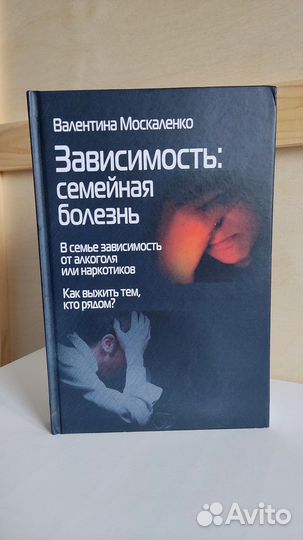 Валентина Москаленко
Зависимость:
семейная
болезнь
В семье зависимость
от алкоголя
или наркотиков
Как выжить тем,
кто рядом?
Avito